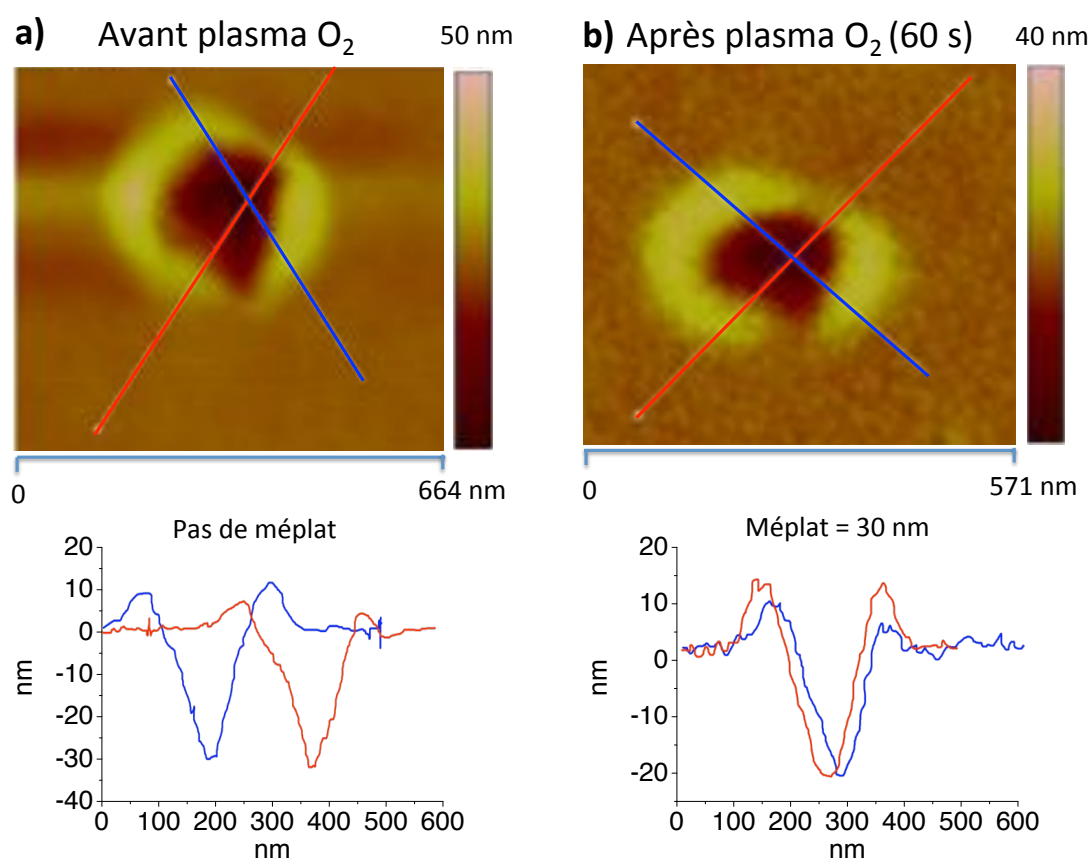 a) Avant plasma O₂ 50 nm
b) Après plasma O₂ (60 s) 40 nm
0 664 nm
0 571 nm
Pas de méplat
20
10
0
-10
-20
-30
-40
nm
0 100 200 300 400 500 600
nm
Méplat = 30 nm
20
10
0
-10
-20
nm
0 100 200 300 400 500 600
nm